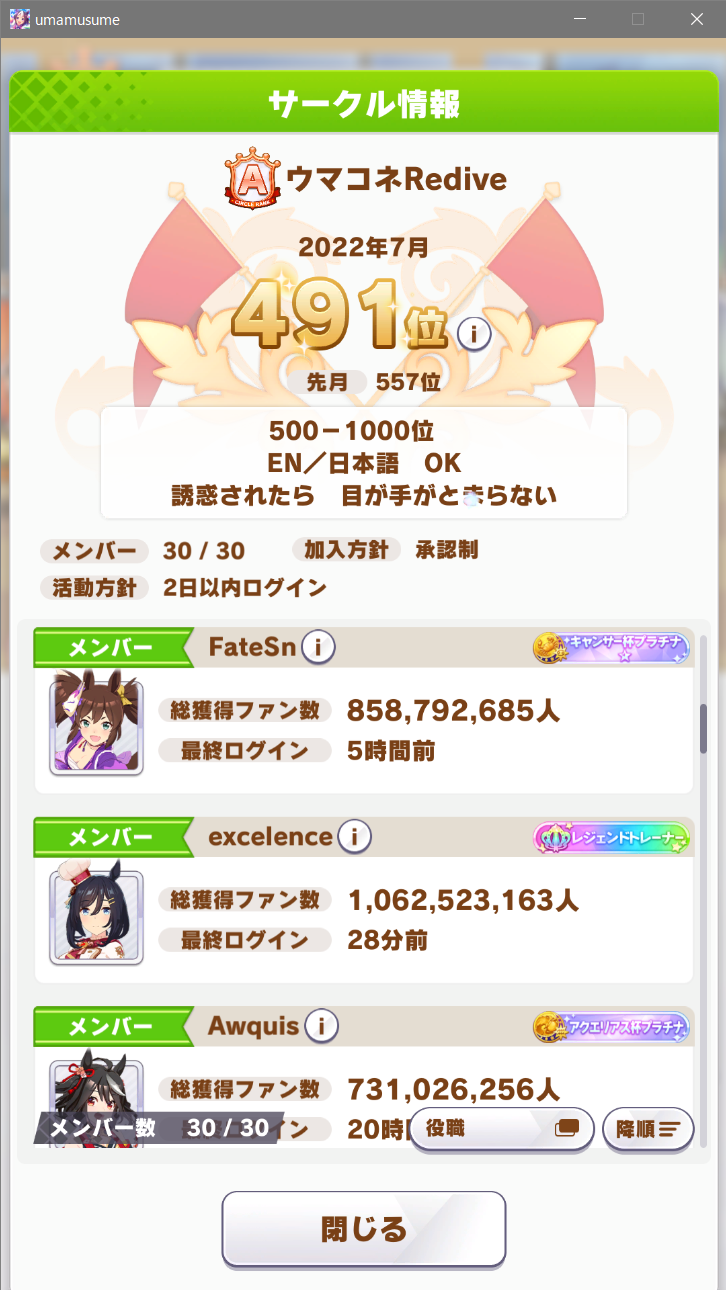 umamusume
サークル情報
A
CIRCLE RANK
ウマコネRedive
2022年7月
491位
i
先月 557位
500－1000位
EN／日本語　OK
誘惑されたら　目が手がとまらない
メンバー 30 / 30 加入方針 承認制
活動方針 2日以内ログイン
メンバー FateSn i キャンサー杯プラチナ
総獲得ファン数 858,792,685人
最終ログイン 5時間前
メンバー excelence i レジェンドトレーナー
総獲得ファン数 1,062,523,163人
最終ログイン 28分前
メンバー Awquis i アクエリアス杯プラチナ
総獲得ファン数 731,026,256人
メンバー数 30 / 30 イン 20時 役職 降順
閉じる